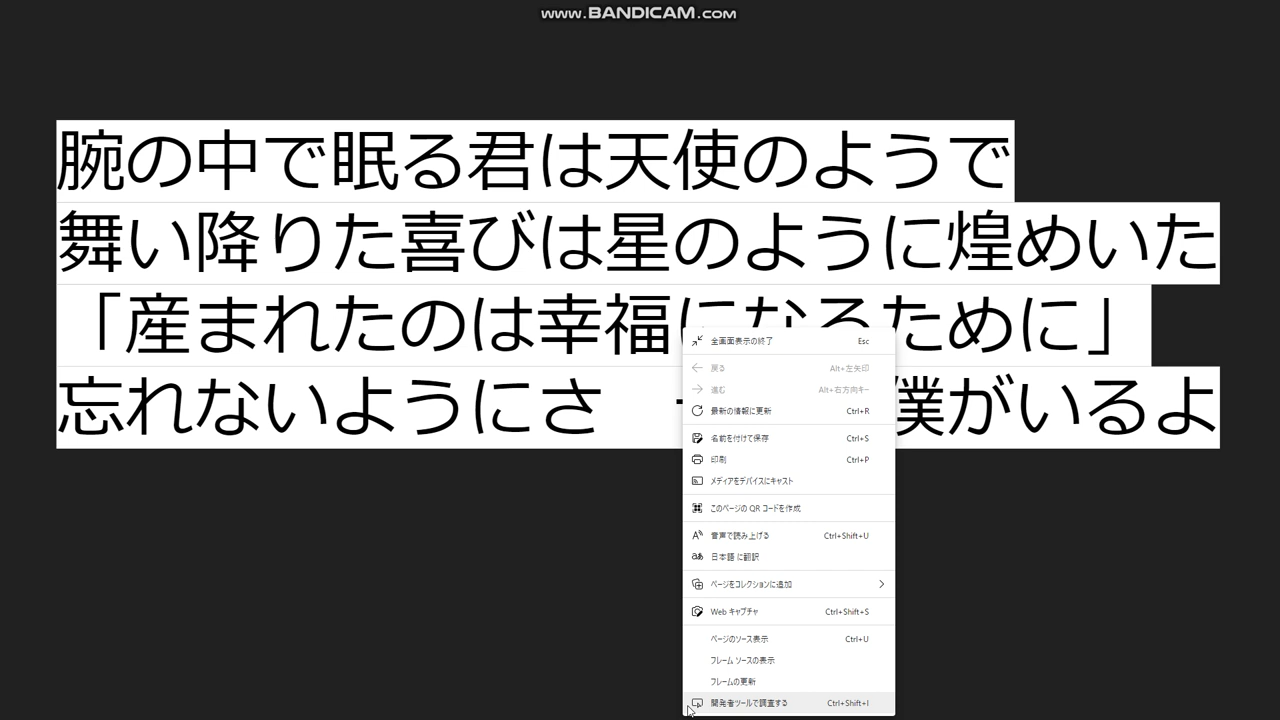 www.BANDICAM.com
腕の中で眠る君は天使のようで
舞い降りた喜びは星のように煌めいた
「産まれたのは幸福になるために」
忘れないようにさ 僕がいるよ
全画面表示の終了 Esc
戻る Alt+左矢印
進む Alt+右方向キー
最新の情報に更新 Ctrl+R
名前を付けて保存 Ctrl+S
印刷 Ctrl+P
メディアをデバイスにキャスト
このページの QR コードを作成
音声で読み上げる Ctrl+Shift+U
日本語 に翻訳
ページをコレクションに追加
Web キャプチャ Ctrl+Shift+S
ページのソース表示 Ctrl+U
フレーム ソースの表示
フレームの更新
開発者ツールで調査する Ctrl+Shift+I